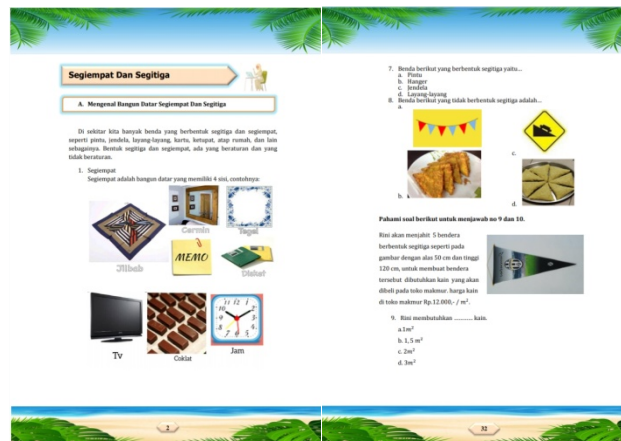 Segiempat Dan Segitiga
A. Mengenal Bangun Datar Segiempat Dan Segitiga
Di sekitar kita banyak benda yang berbentuk segitiga dan segiempat,
seperti pintu, jendela, layang-layang, kartu, ketupat, atap rumah, dan lain
sebagainya. Bentuk segitiga dan segiempat, ada yang beraturan dan yang
tidak beraturan.
1. Segiempat
Segiempat adalah bangun datar yang memiliki 4 sisi, contohnya:
Jilbab
Cermin
Tegel
MEMO
Disket
Tv
Coklat
Jam
2
7. Benda berikut yang berbentuk segitiga yaitu...
a. Pintu
b. Hanger
c. Jendela
d. Layang-layang
8. Benda berikut yang tidak berbentuk segitiga adalah...
a.
c.
b.
d.
Pahami soal berikut untuk menjawab no 9 dan 10.
Rini akan menjahit 5 bendera
berbentuk segitiga seperti pada
gambar dengan alas 50 cm dan tinggi
120 cm, untuk membuat bendera
tersebut dibutuhkan kain yang akan
dibeli pada toko makmur. harga kain
di toko makmur Rp.12.000,- / m².
9. Rini membutuhkan ........... kain.
a.1m²
b. 1, 5 m²
c. 2m²
d. 3m²
32